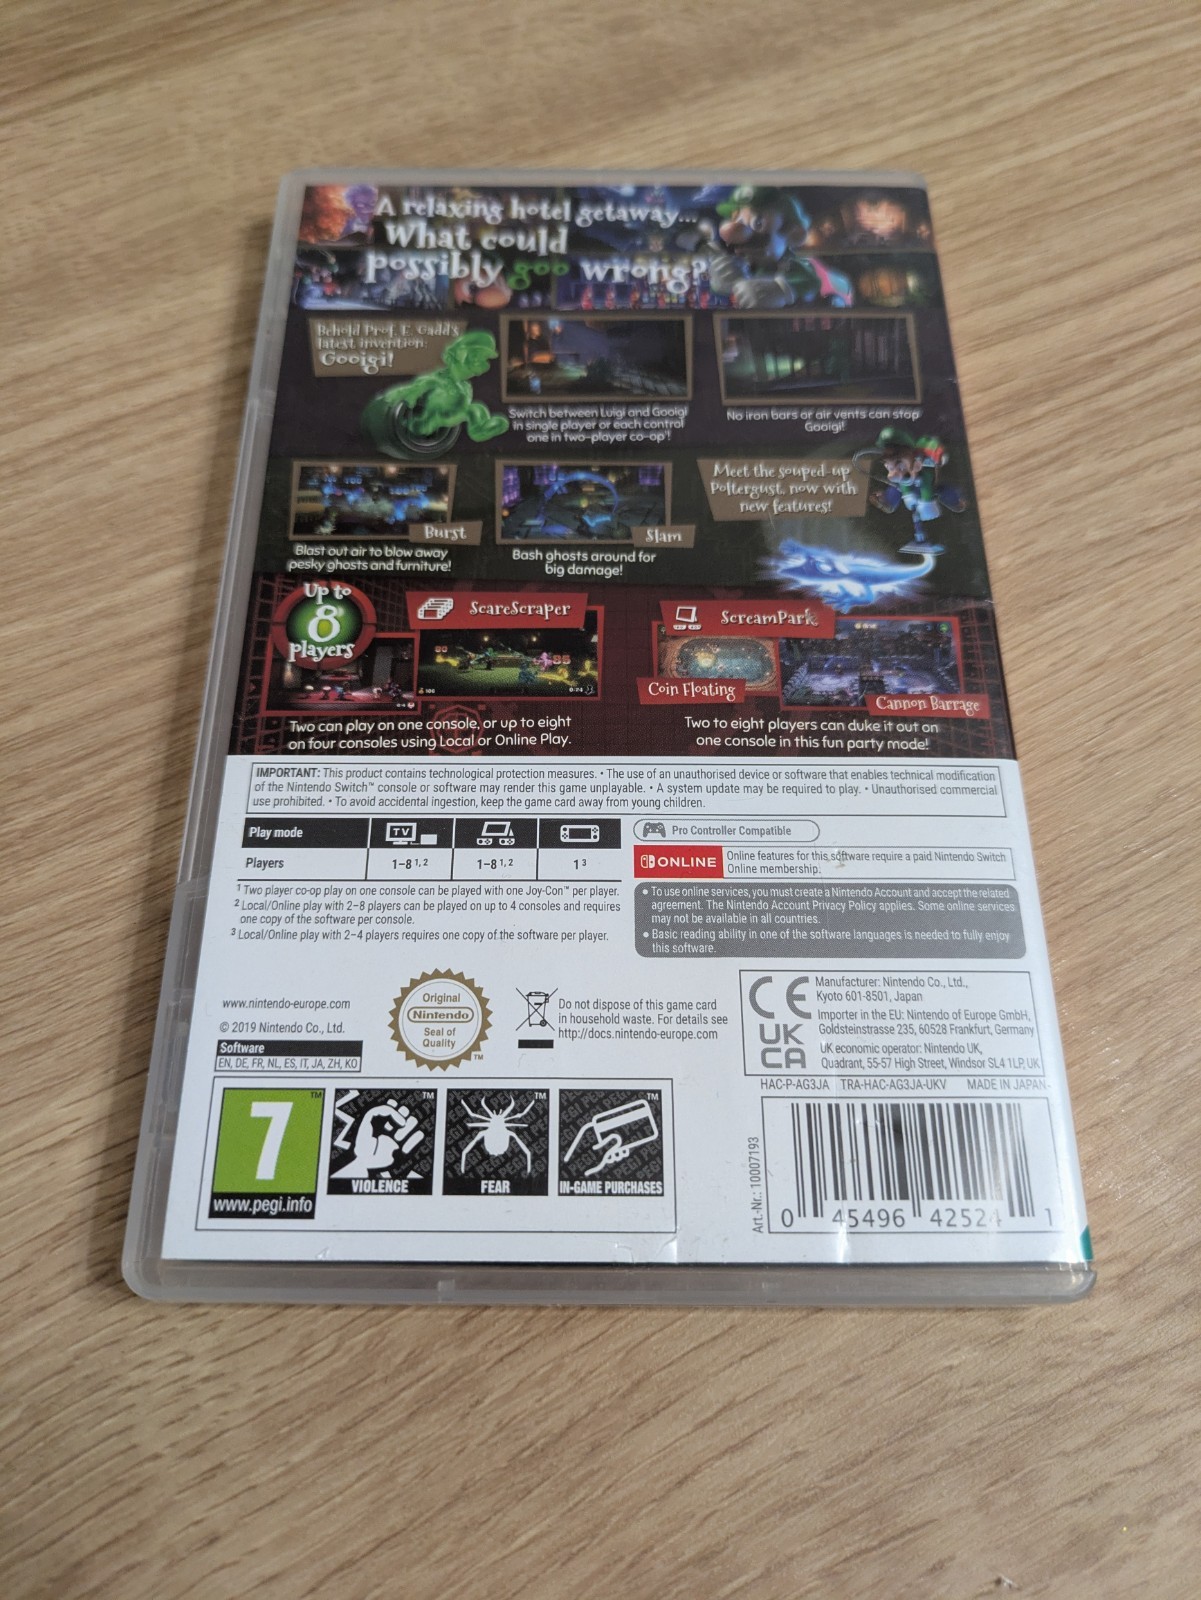 A relaxing hotel getaway...
What could
possibly goo wrong?
Behold Prof. E. Gadd's
latest invention:
Gooigi!
Switch between Luigi and Gooigi
in single player or each control
one in two-player co-op¹!
No iron bars or air vents can stop
Gooigi!
Burst
Blast out air to blow away
pesky ghosts and furniture!
Slam
Bash ghosts around for
big damage!
Meet the souped-up
Poltergust, now with
new features!
Up to
8
players
ScareScraper
Two can play on one console, or up to eight
on four consoles using Local or Online Play.
ScreamPark
Coin Floating
Cannon Barrage
Two to eight players can duke it out on
one console in this fun party mode!
IMPORTANT: This product contains technological protection measures. • The use of an unauthorised device or software that enables technical modification
of the Nintendo Switch™ console or software may render this game unplayable. • A system update may be required to play. • Unauthorised commercial
use prohibited. • To avoid accidental ingestion, keep the game card away from young children.
Play mode TV
Players 1-8 1, 2 1-8 1, 2 1 3
1 Two player co-op play on one console can be played with one Joy-Con™ per player.
2 Local/Online play with 2-8 players can be played on up to 4 consoles and requires
one copy of the software per console.
3 Local/Online play with 2-4 players requires one copy of the software per player.
Pro Controller Compatible
ONLINE
Online features for this software require a paid Nintendo Switch
Online membership.
• To use online services, you must create a Nintendo Account and accept the related
agreement. The Nintendo Account Privacy Policy applies. Some online services
may not be available in all countries.
• Basic reading ability in one of the software languages is needed to fully enjoy
this software.
www.nintendo-europe.com
© 2019 Nintendo Co., Ltd.
Software
EN, DE, FR, NL, ES, IT, JA, ZH, KO
Original
Nintendo
Seal of
Quality
TM
Do not dispose of this game card
in household waste. For details see
http://docs.nintendo-europe.com
CE
UK
CA
Manufacturer: Nintendo Co., Ltd.,
Kyoto 601-8501, Japan
Importer in the EU: Nintendo of Europe GmbH,
Goldsteinstrasse 235, 60528 Frankfurt, Germany
UK economic operator: Nintendo UK,
Quadrant, 55-57 High Street, Windsor SL4 1LP, UK
HAC-P-AG3JA TRA-HAC-AG3JA-UKV MADE IN JAPAN
7
TM
www.pegi.info
VIOLENCE
TM
FEAR
TM
IN-GAME PURCHASES
TM
Art.-Nr.: 10007193
0 45496 42524 1